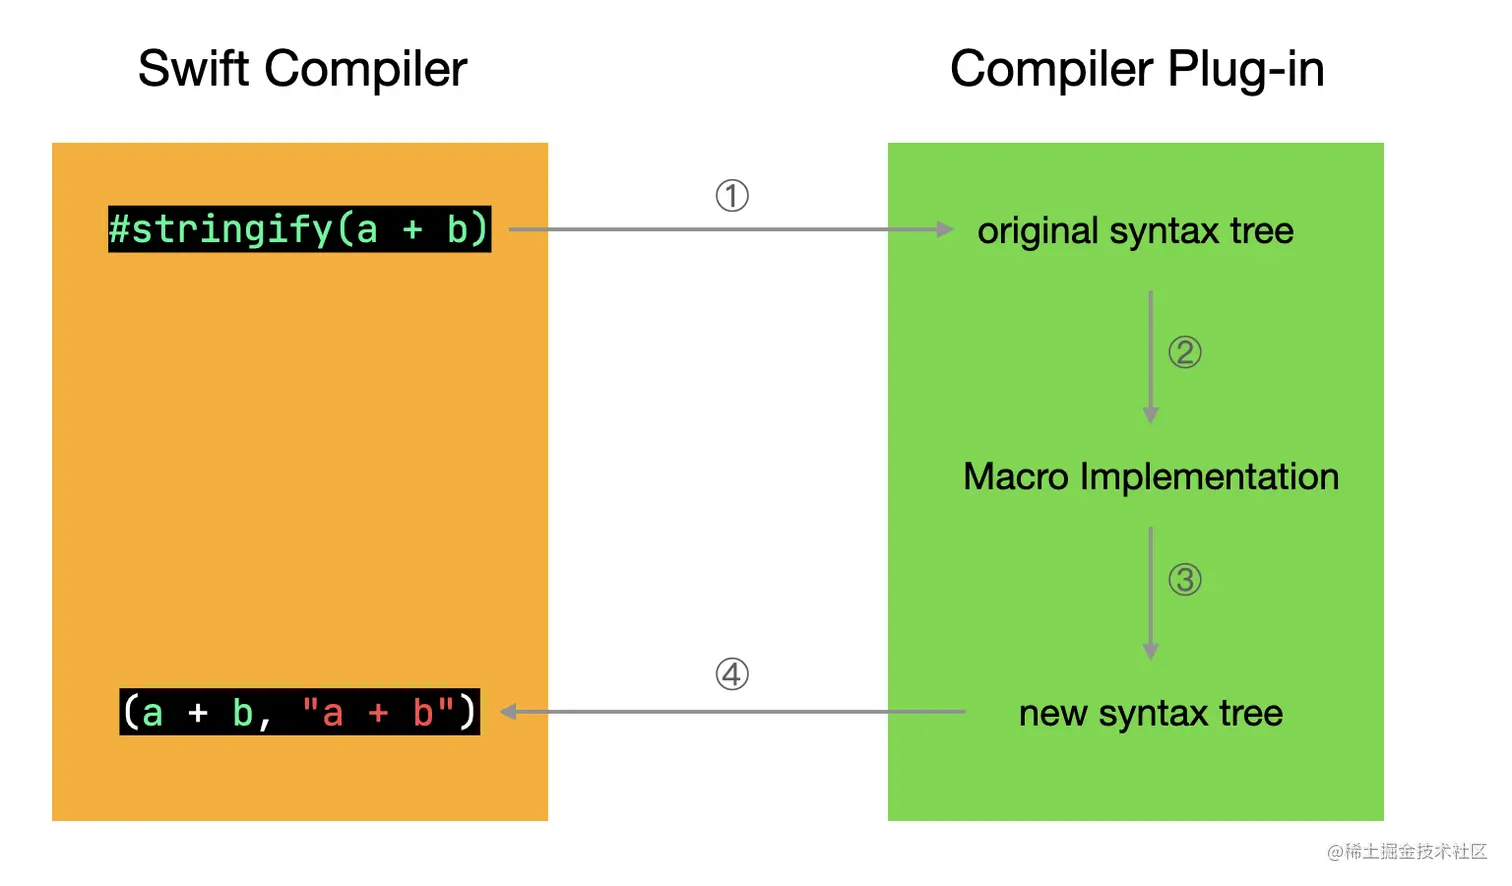 Swift Compiler
Compiler Plug-in
#stringify(a + b)
①
original syntax tree
②
Macro Implementation
③
④
(a + b, "a + b")
new syntax tree
@稀土掘金技术社区